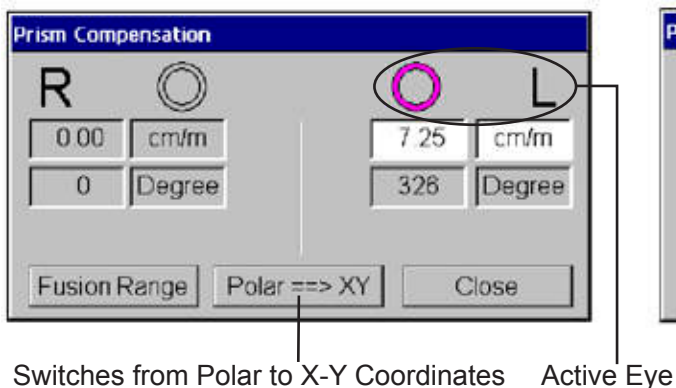 Prism Compensation
P
R L
0.00 cm/m 7.25 cm/m
0 Degree 326 Degree
Fusion Range Polar ==> XY Close
Switches from Polar to X-Y Coordinates Active Eye